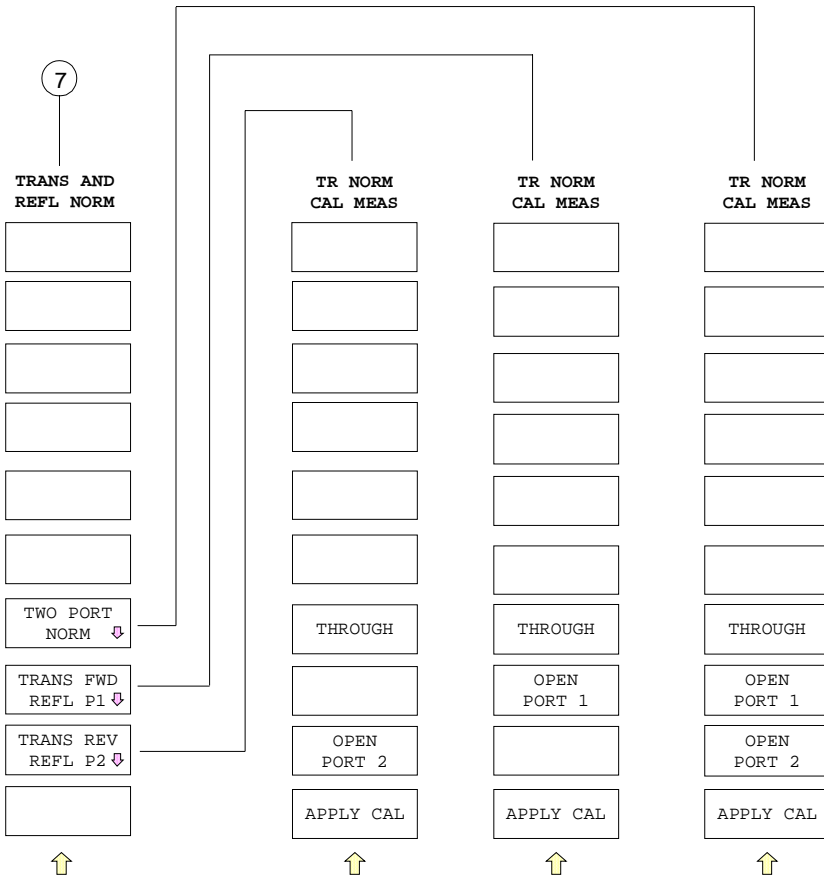 7
TRANS AND
REFL NORM
TWO PORT
NORM
TRANS FWD
REFL P1
TRANS REV
REFL P2
TR NORM
CAL MEAS
THROUGH
OPEN
PORT 2
APPLY CAL
TR NORM
CAL MEAS
THROUGH
OPEN
PORT 1
APPLY CAL
TR NORM
CAL MEAS
THROUGH
OPEN
PORT 1
OPEN
PORT 2
APPLY CAL